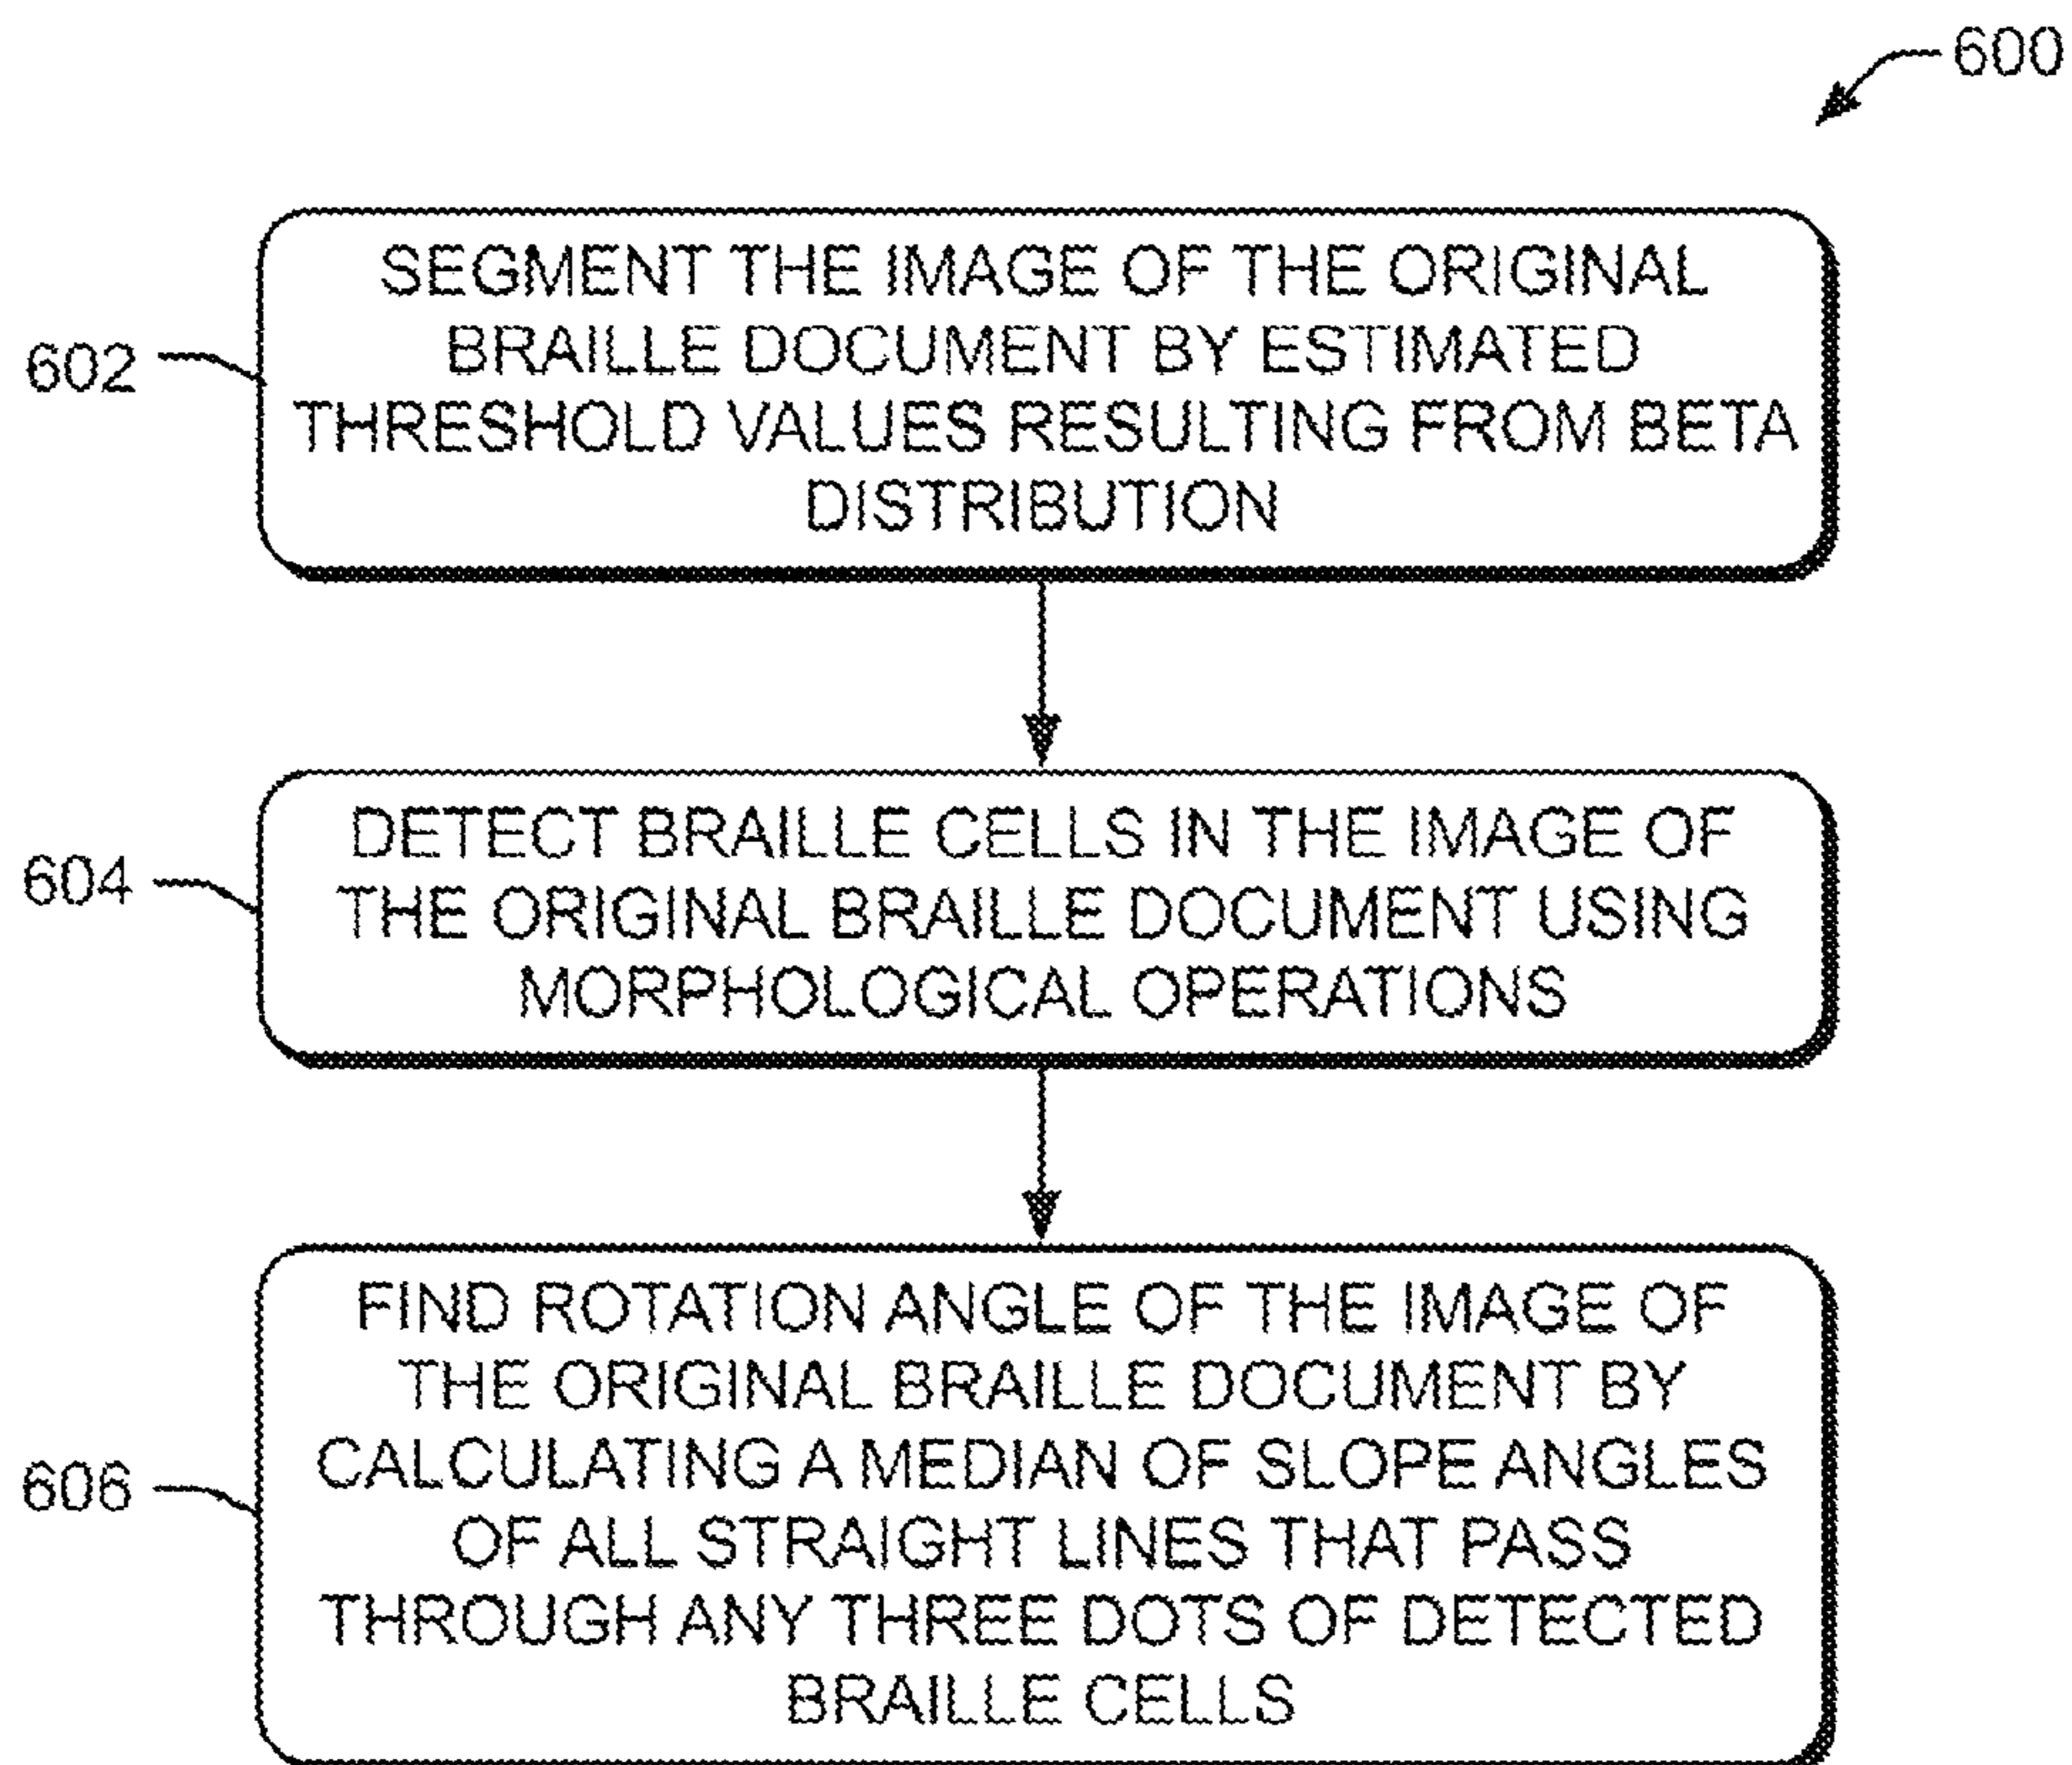 600
602
SEGMENT THE IMAGE OF THE ORIGINAL
BRAILLE DOCUMENT BY ESTIMATED
THRESHOLD VALUES RESULTING FROM BETA
DISTRIBUTION
604
DETECT BRAILLE CELLS IN THE IMAGE OF
THE ORIGINAL BRAILLE DOCUMENT USING
MORPHOLOGICAL OPERATIONS
606
FIND ROTATION ANGLE OF THE IMAGE OF
THE ORIGINAL BRAILLE DOCUMENT BY
CALCULATING A MEDIAN OF SLOPE ANGLES
OF ALL STRAIGHT LINES THAT PASS
THROUGH ANY THREE DOTS OF DETECTED
BRAILLE CELLS